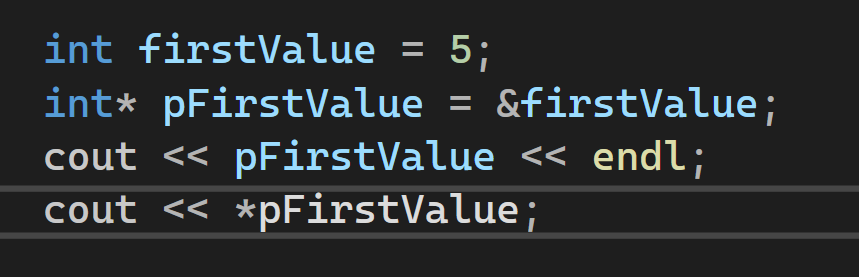 int firstValue = 5;
int* pFirstValue = &firstValue;
cout << pFirstValue << endl;
cout << *pFirstValue;